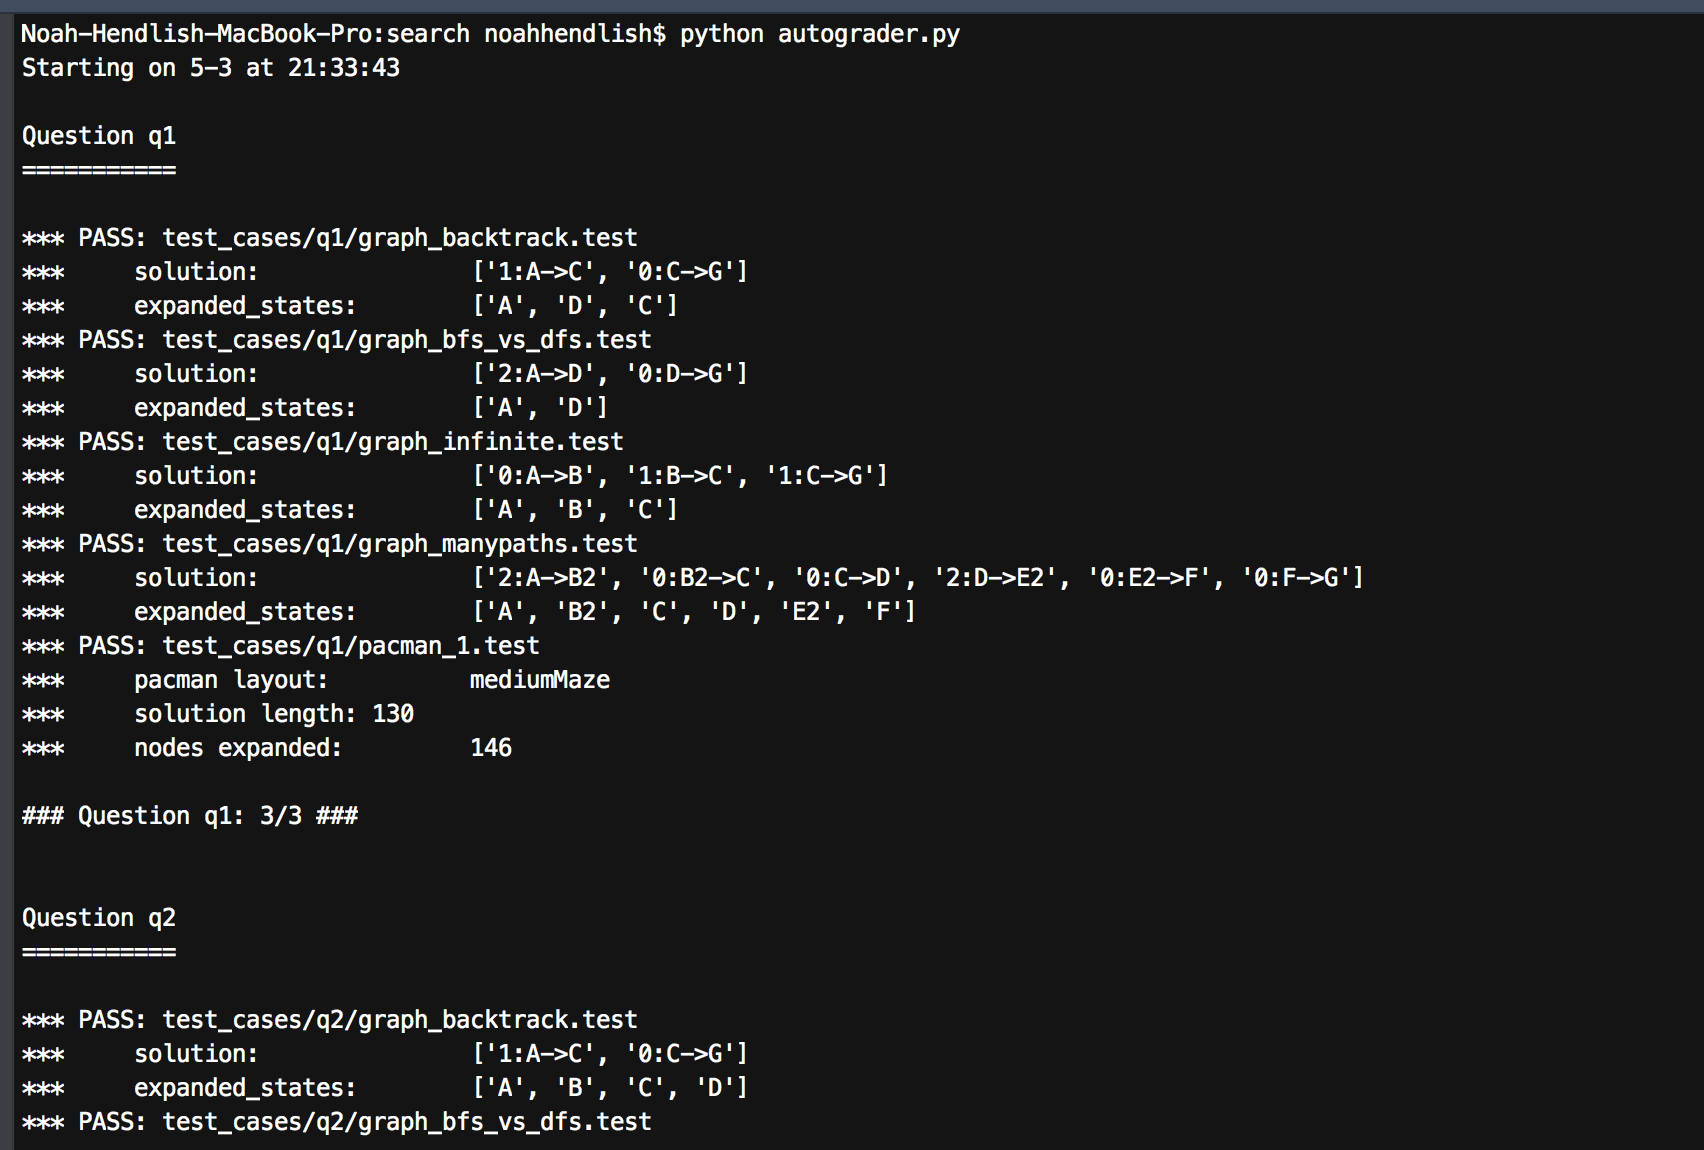 Noah-Hendlish-MacBook-Pro:search noahhendlish$ python autograder.py
Starting on 5-3 at 21:33:43
Question q1
===========
*** PASS: test_cases/q1/graph_backtrack.test
***     solution:               ['1:A->C', '0:C->G']
***     expanded_states:        ['A', 'D', 'C']
*** PASS: test_cases/q1/graph_bfs_vs_dfs.test
***     solution:               ['2:A->D', '0:D->G']
***     expanded_states:        ['A', 'D']
*** PASS: test_cases/q1/graph_infinite.test
***     solution:               ['0:A->B', '1:B->C', '1:C->G']
***     expanded_states:        ['A', 'B', 'C']
*** PASS: test_cases/q1/graph_manypaths.test
***     solution:               ['2:A->B2', '0:B2->C', '0:C->D', '2:D->E2', '0:E2->F', '0:F->G']
***     expanded_states:        ['A', 'B2', 'C', 'D', 'E2', 'F']
*** PASS: test_cases/q1/pacman_1.test
***     pacman layout:          mediumMaze
***     solution length: 130
***     nodes expanded:         146
### Question q1: 3/3 ###
Question q2
===========
*** PASS: test_cases/q2/graph_backtrack.test
***     solution:               ['1:A->C', '0:C->G']
***     expanded_states:        ['A', 'B', 'C', 'D']
*** PASS: test_cases/q2/graph_bfs_vs_dfs.test